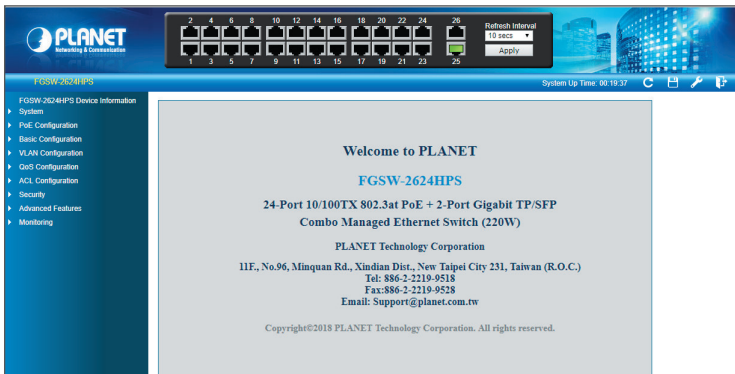 PLANET
Networking & Communication
2 4 6 8 10 12 14 16 18 20 22 24 26
1 3 5 7 9 11 13 15 17 19 21 23 25
Refresh Interval
10 secs
Apply
FGSW-2624HPS
System Up Time: 00:19:37
FGSW-2624HPS Device Information
System
PoE Configuration
Basic Configuration
VLAN Configuration
QoS Configuration
ACL Configuration
Security
Advanced Features
Monitoring
Welcome to PLANET
FGSW-2624HPS
24-Port 10/100TX 802.3at PoE + 2-Port Gigabit TP/SFP
Combo Managed Ethernet Switch (220W)
PLANET Technology Corporation
11F., No.96, Minquan Rd., Xindian Dist., New Taipei City 231, Taiwan (R.O.C.)
Tel: 886-2-2219-9518
Fax:886-2-2219-9528
Email: Support@planet.com.tw
Copyright©2018 PLANET Technology Corporation. All rights reserved.